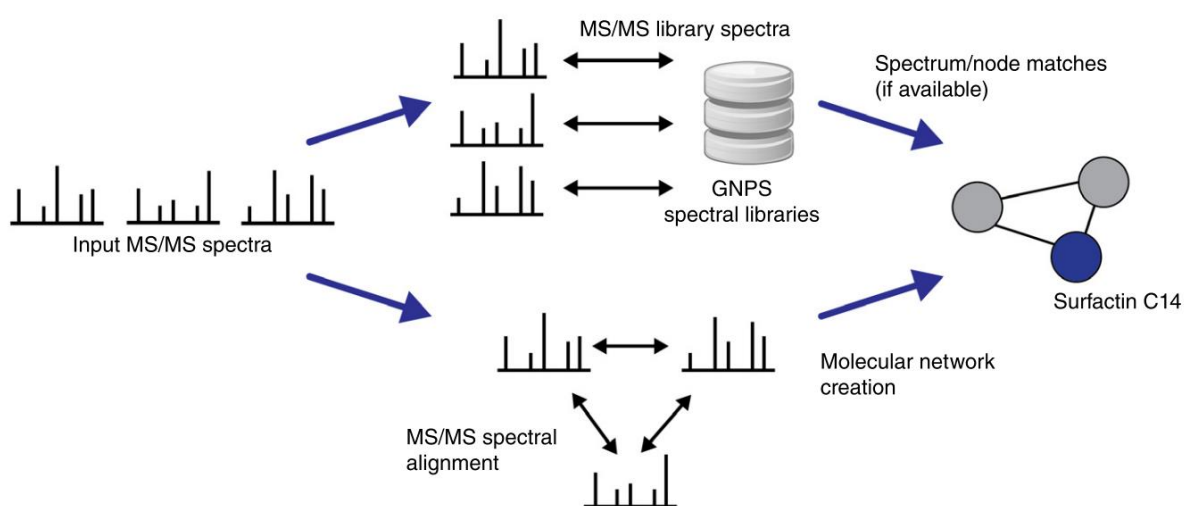 MS/MS library spectra
Spectrum/node matches
(if available)
GNPS
spectral libraries
Input MS/MS spectra
Surfactin C14
Molecular network
creation
MS/MS spectral
alignment